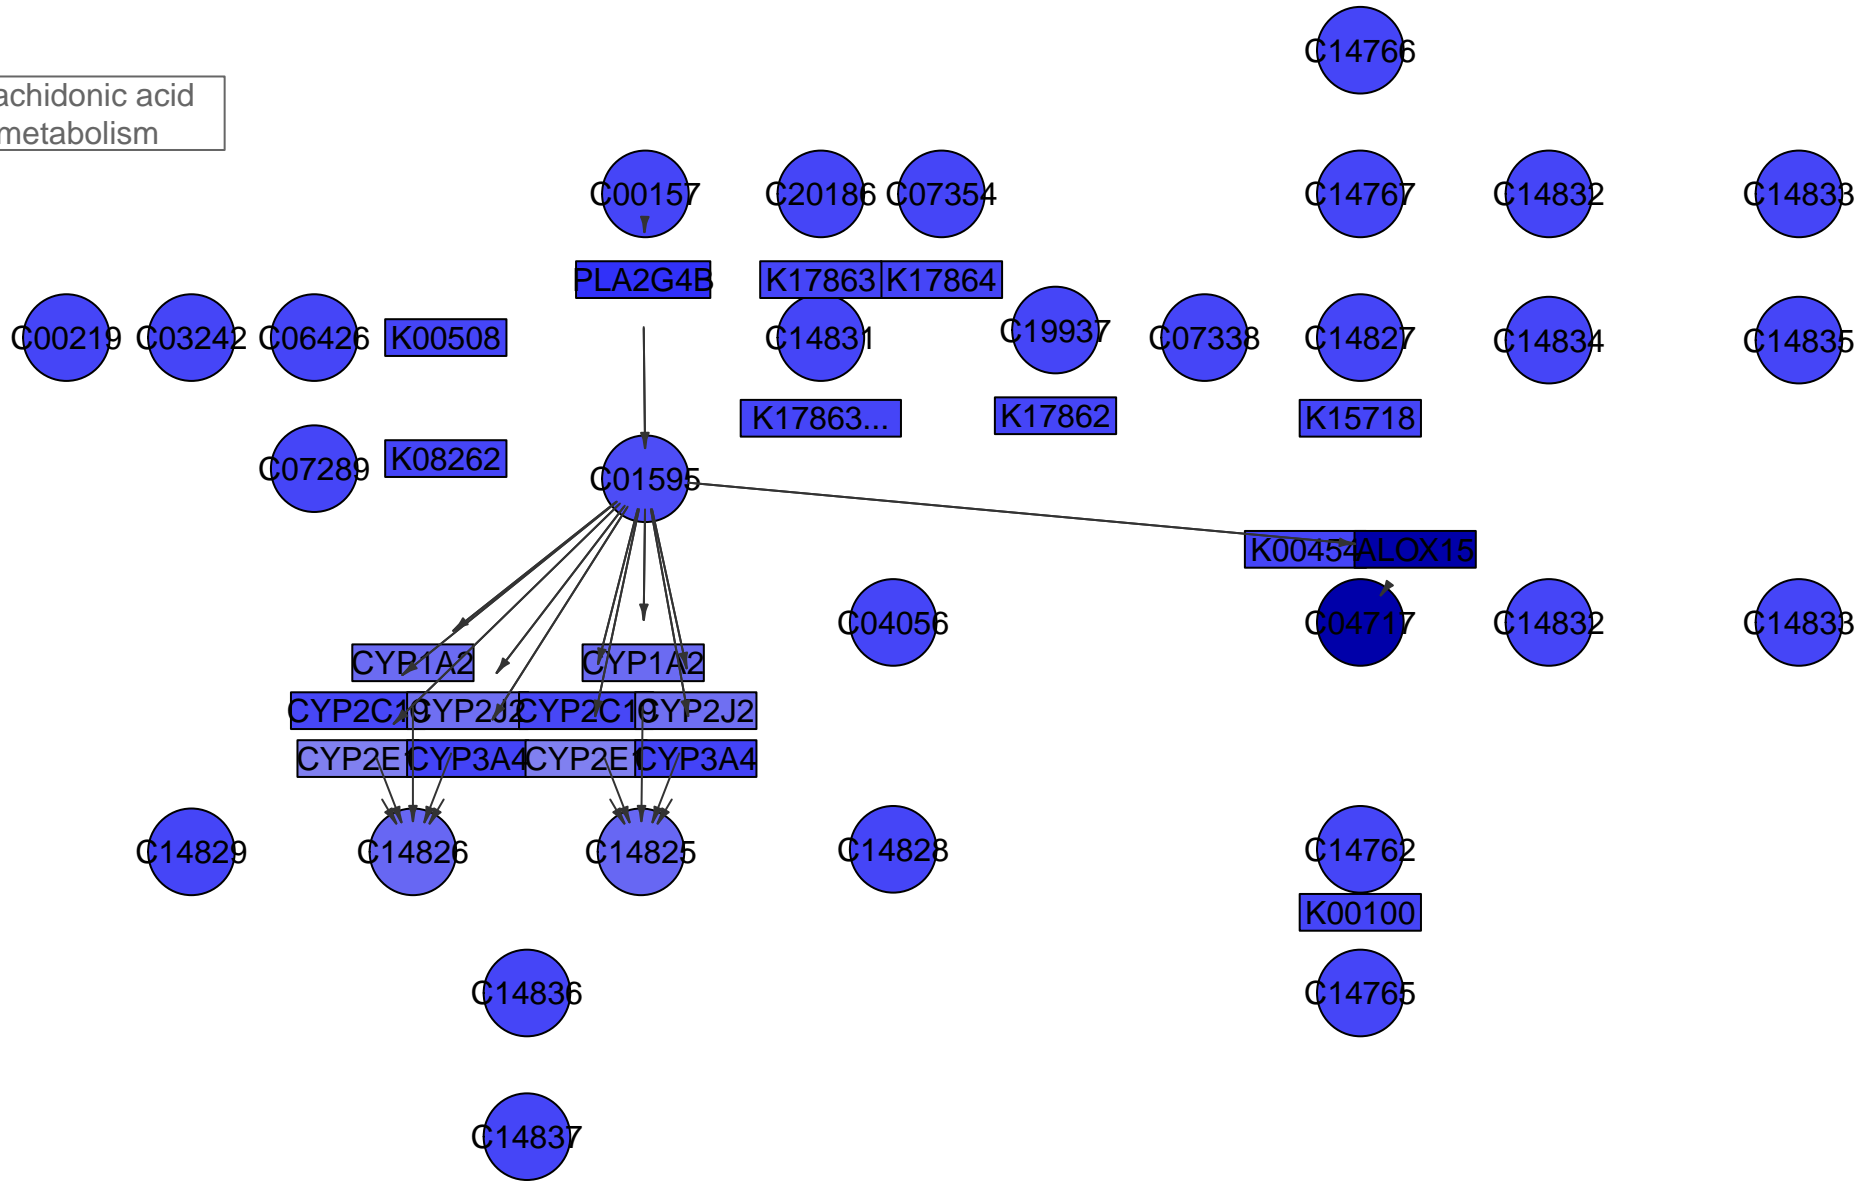 C14766
achidonic acid
metabolism
C00157
C20186
C07354
C14767
C14832
C14833
PLA2G4B
K17863
K17864
C00219
C03242
C06426
K00508
C14831
C19937
C07338
C14827
C14834
C14835
K17863...
K17862
K15718
C07289
K08262
C01595
K00454
ALOX15
C04056
C04717
C14832
C14833
CYP1A2
CYP1A2
CYP2C19
CYP2J2
CYP2C19
CYP2J2
CYP2E1
CYP3A4
CYP2E1
CYP3A4
C14829
C14826
C14825
C14828
C14762
K00100
C14836
C14765
C14837